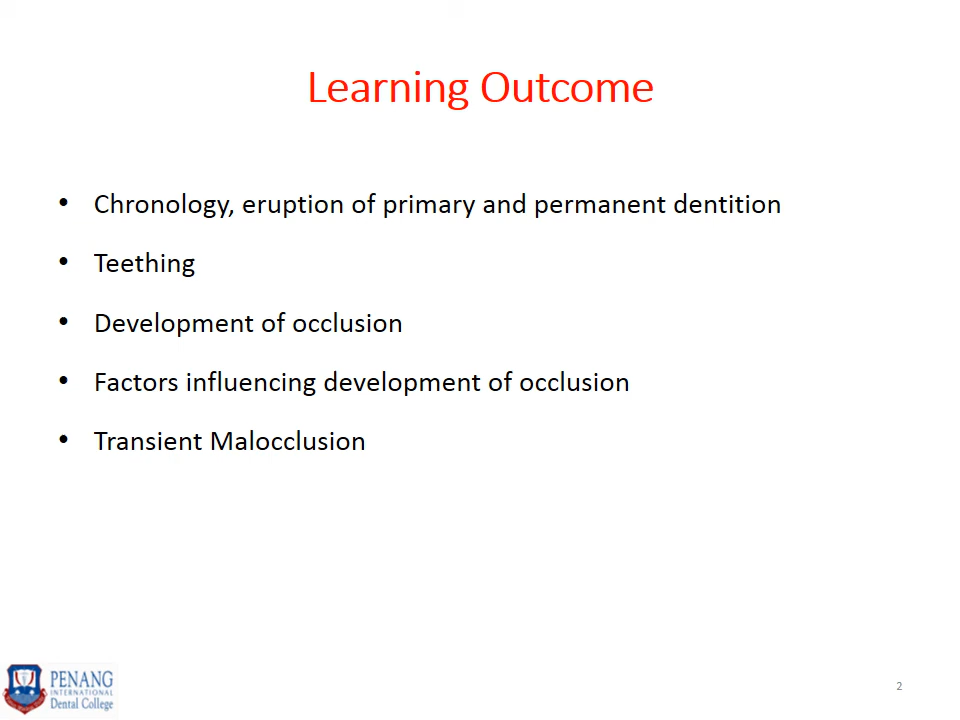 Learning Outcome
• Chronology, eruption of primary and permanent dentition
• Teething
• Development of occlusion
• Factors influencing development of occlusion
• Transient Malocclusion
PENANG
INTERNATIONAL
Dental College
2